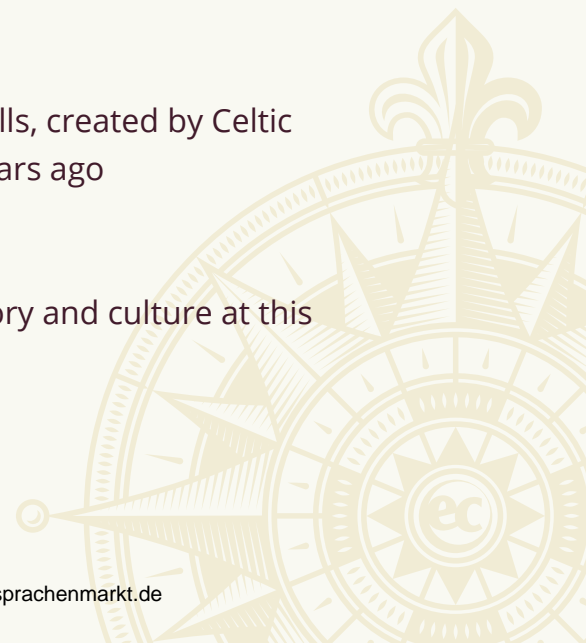 lls, created by Celtic
ars ago
ory and culture at this
ec
sprachenmarkt.de